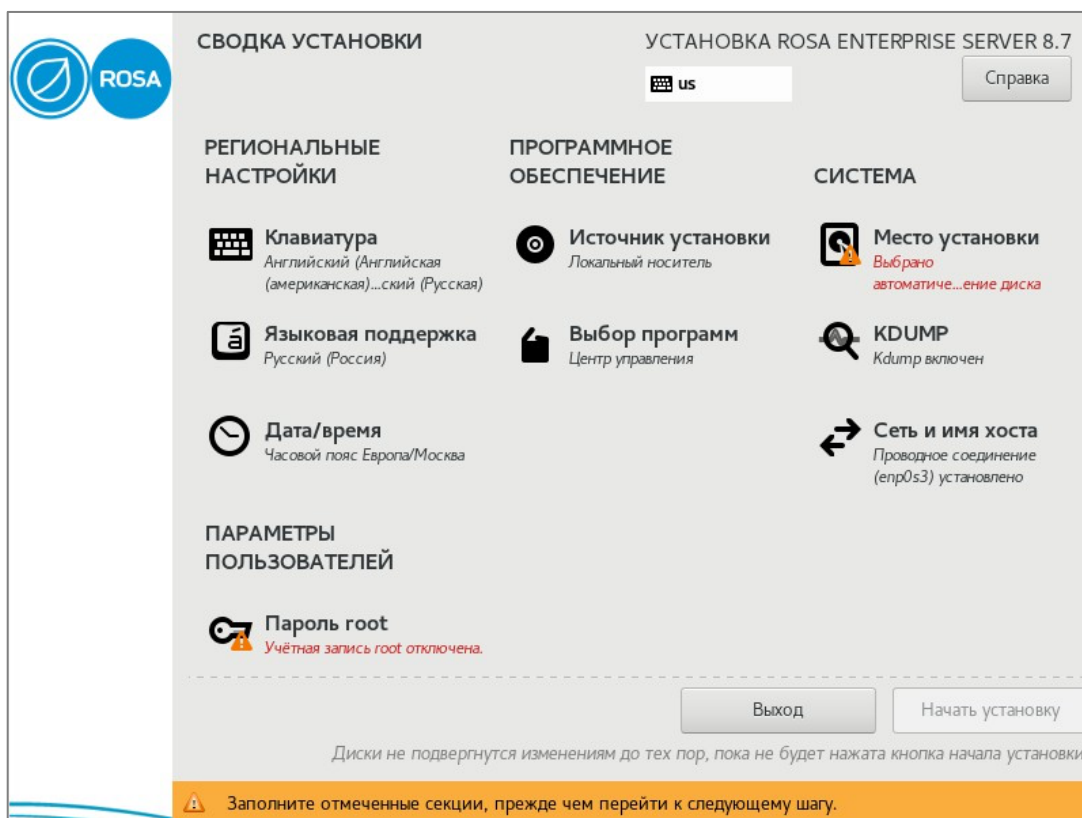 ROSA
СВОДКА УСТАНОВКИ
УСТАНОВКА ROSA ENTERPRISE SERVER 8.7
us
Справка
РЕГИОНАЛЬНЫЕ
НАСТРОЙКИ
Клавиатура
Английский (Английская
(американская)...ский (Русская)
Языковая поддержка
Русский (Россия)
Дата/время
Часовой пояс Европа/Москва
ПРОГРАММНОЕ
ОБЕСПЕЧЕНИЕ
Источник установки
Локальный носитель
Выбор программ
Центр управления
СИСТЕМА
Место установки
Выбрано
автоматиче...ение диска
KDUMP
Kdump включен
Сеть и имя хоста
Проводное соединение
(enp0s3) установлено
ПАРАМЕТРЫ
ПОЛЬЗОВАТЕЛЕЙ
Пароль root
Учётная запись root отключена.
Выход
Начать установку
Диски не подвергнутся изменениям до тех пор, пока не будет нажата кнопка начала установки
Заполните отмеченные секции, прежде чем перейти к следующему шагу.